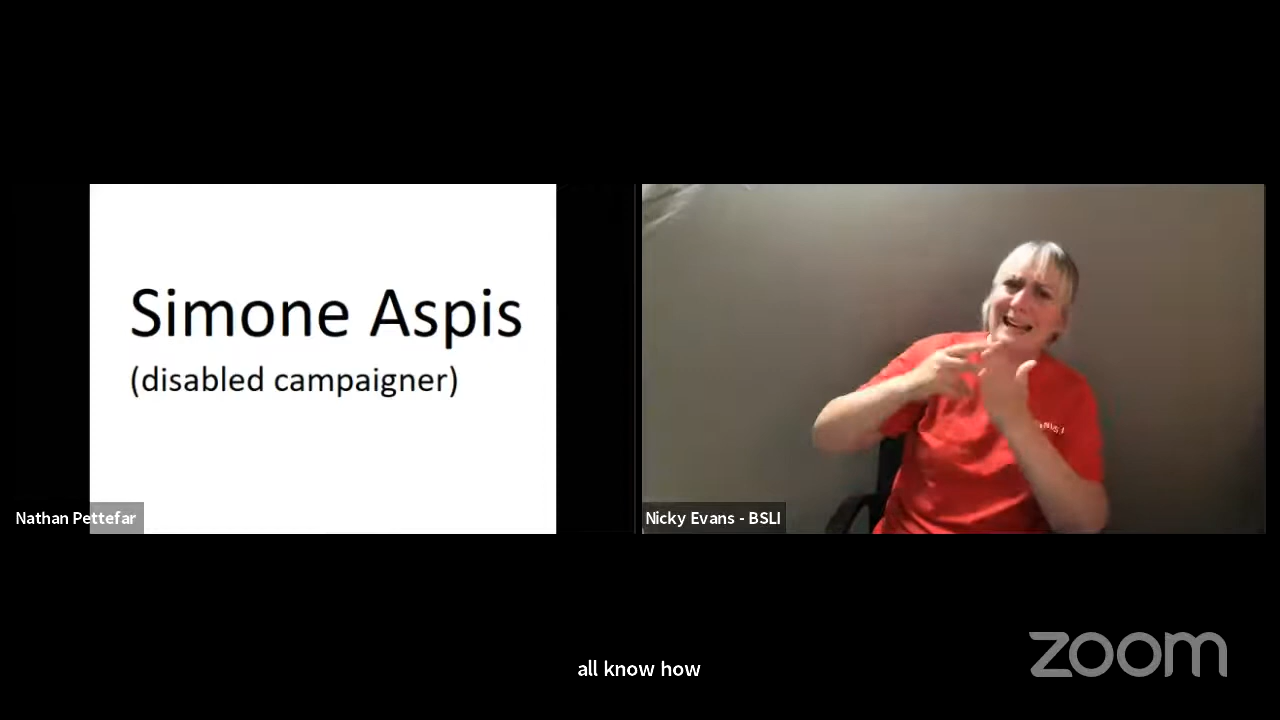 Simone Aspis
(disabled campaigner)
Nathan Pettefar
Nicky Evans - BSLI
all know how
zoom